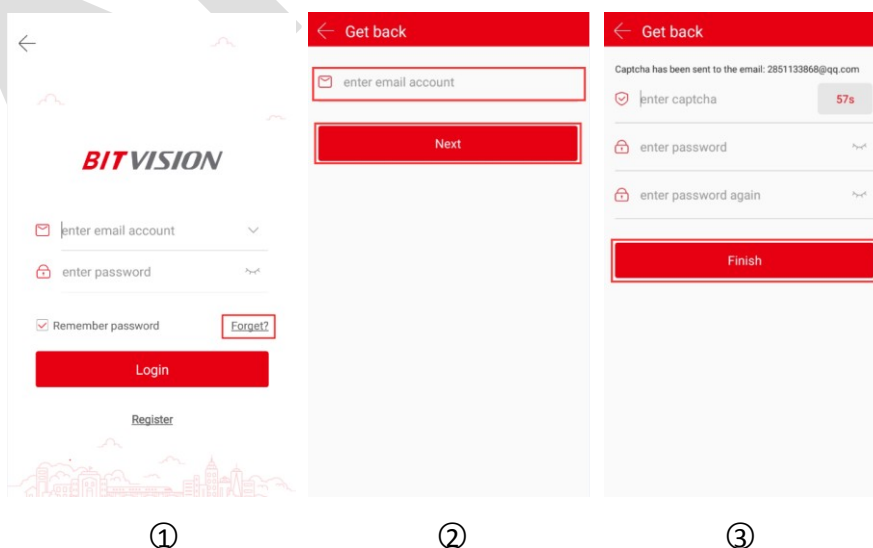 BITVISION
enter email account
enter password
Remember password Forget?
Login
Register
①
Get back
enter email account
Next
②
Get back
Captcha has been sent to the email: 2851133868@qq.com
enter captcha 57s
enter password
enter password again
Finish
③